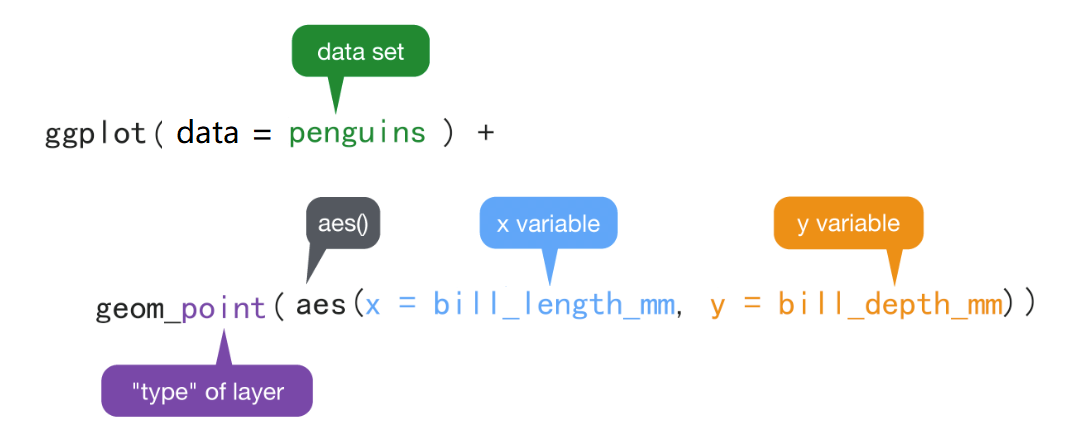 data set
ggplot( data = penguins ) +
aes() x variable y variable
geom_point( aes(x = bill_length_mm, y = bill_depth_mm))
"type" of layer